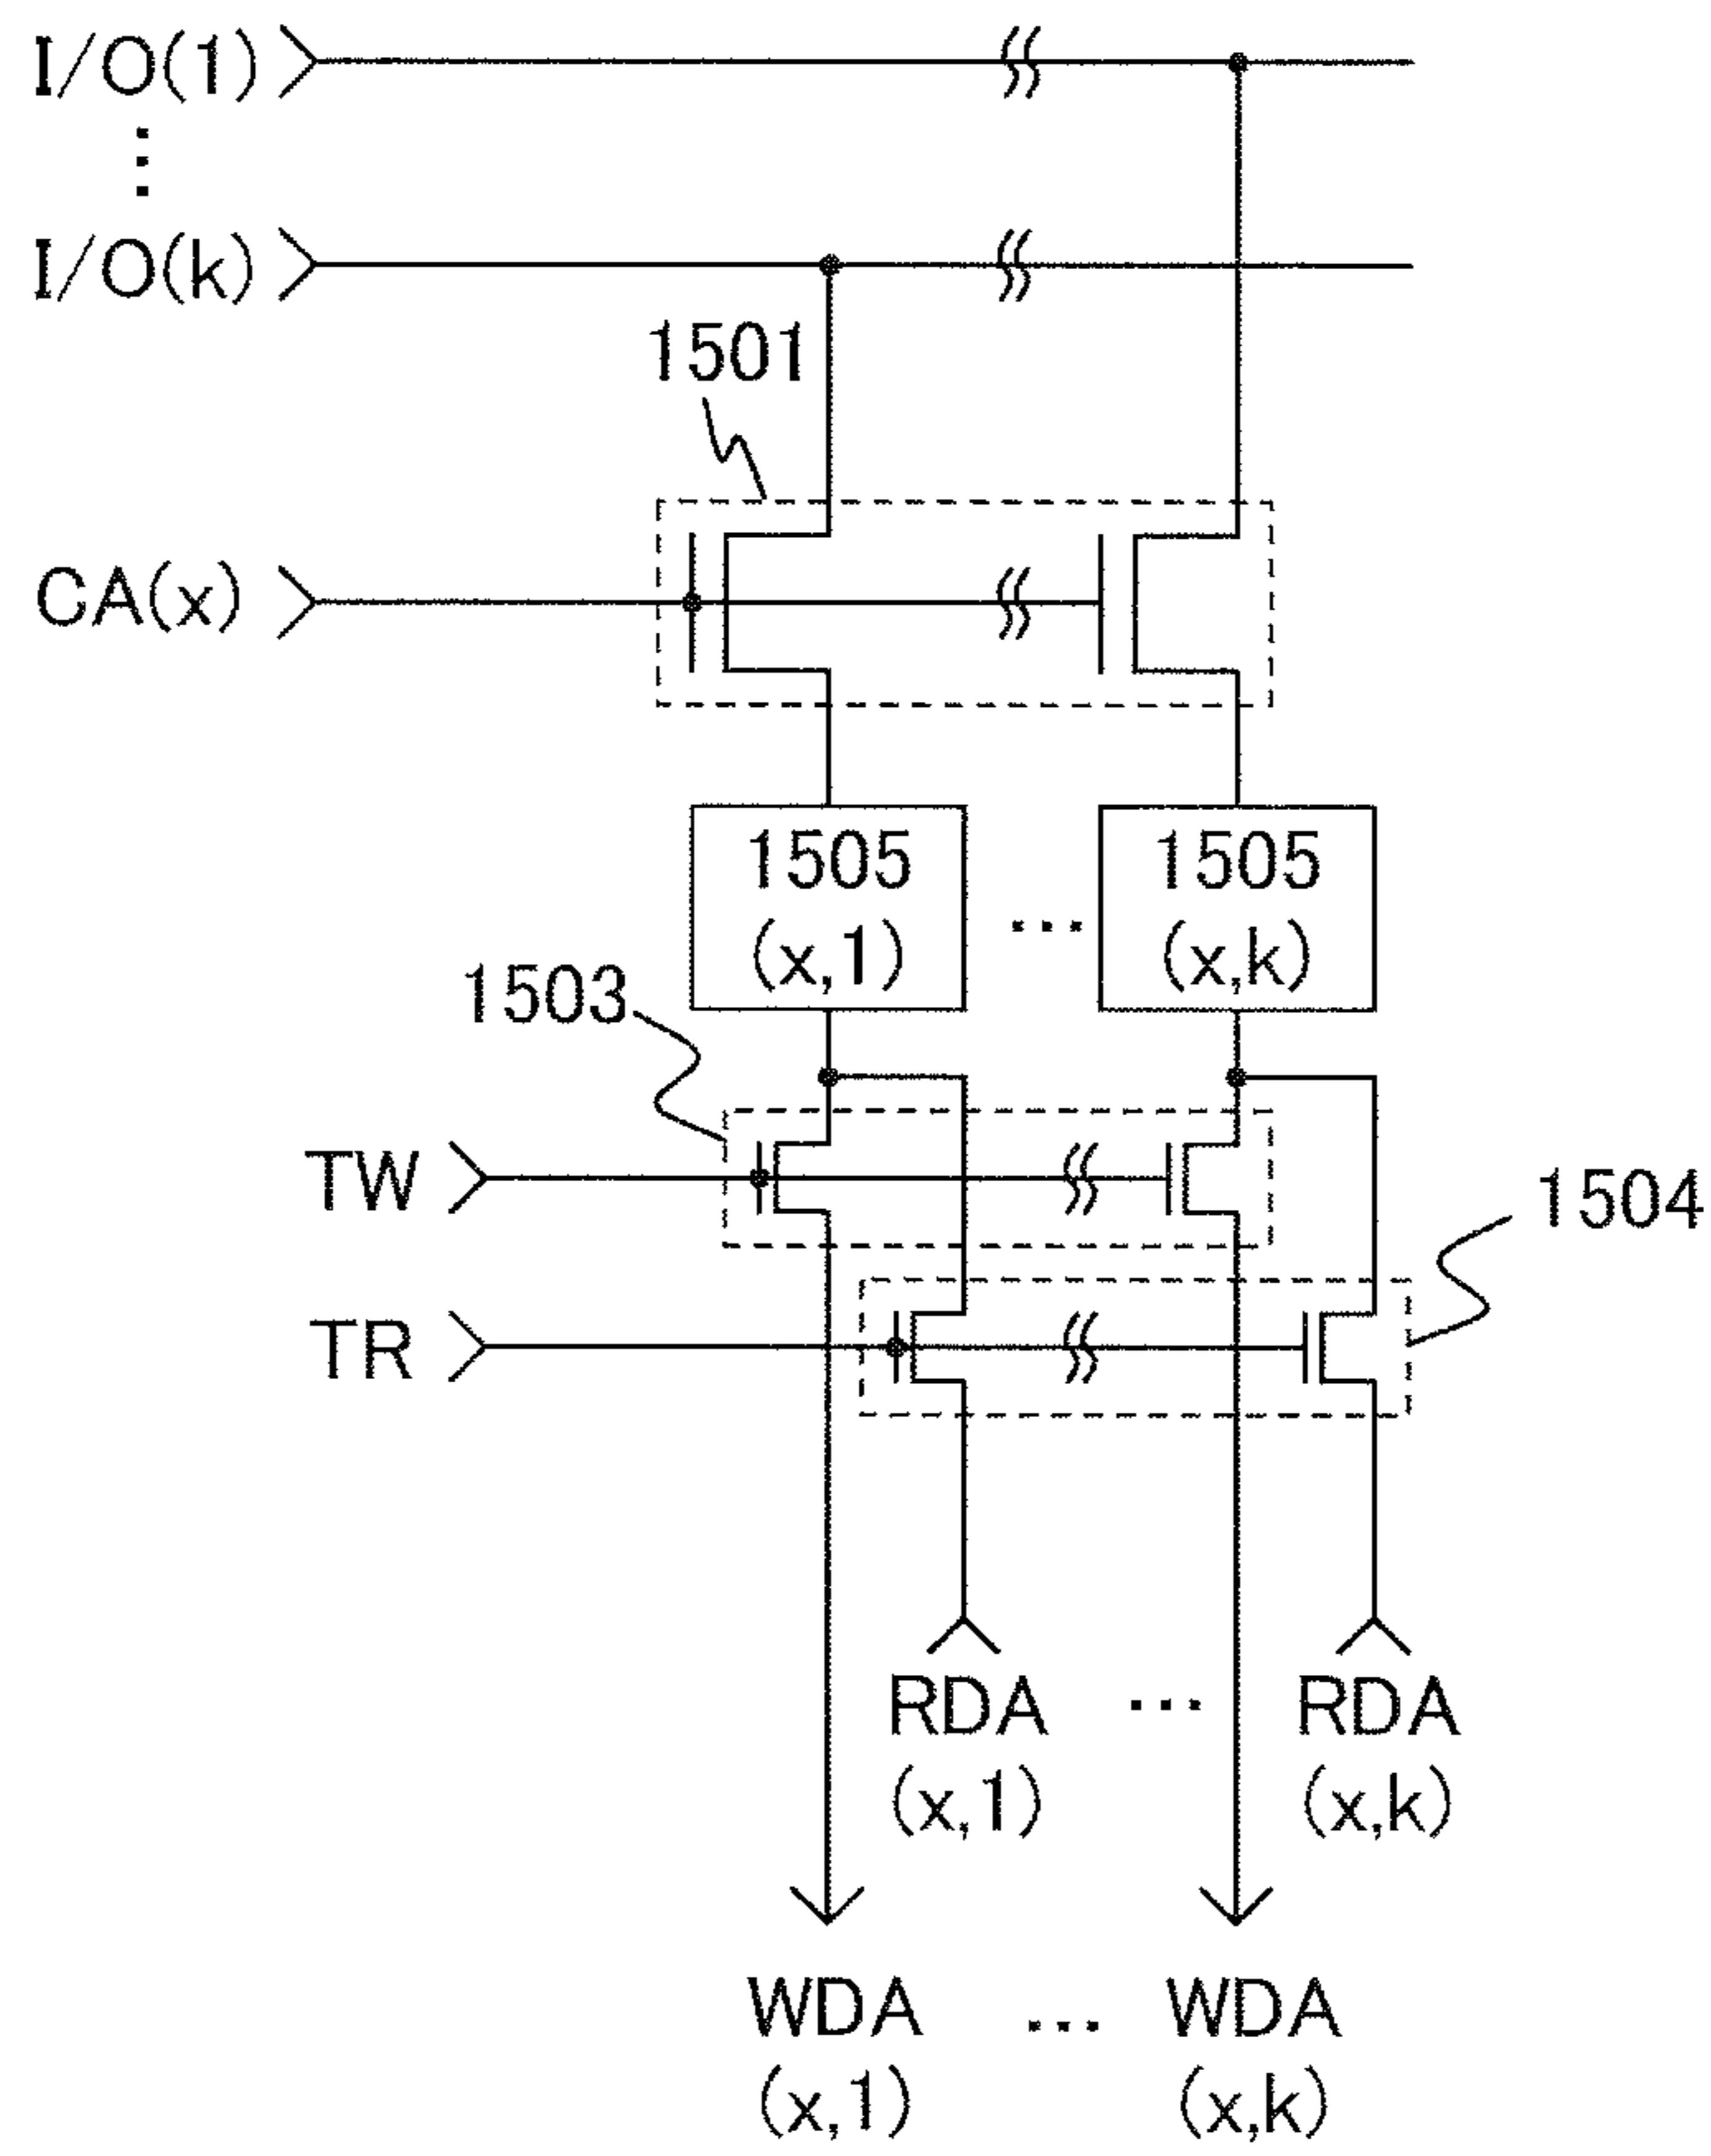 I/O(1)
⋮
I/O(k)
1501
CA(x)
1505
(x,1)
...
1505
(x,k)
1503
TW
1504
TR
RDA
(x,1)
...
RDA
(x,k)
WDA
(x,1)
...
WDA
(x,k)